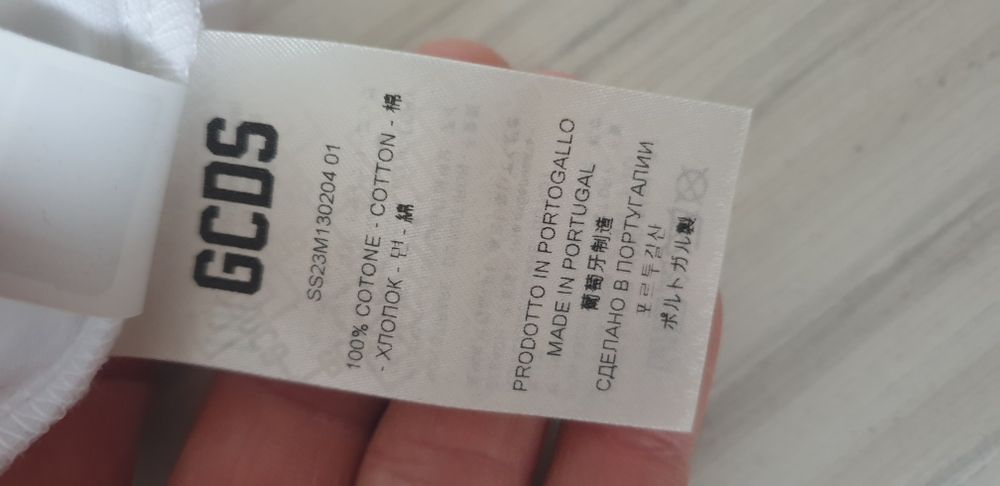 GCDS
SS23M130204 01
100% COTONE - COTTON - 棉
- ХЛОПОК - 면 - 綿
PRODOTTO IN PORTOGALLO
MADE IN PORTUGAL
葡萄牙制造
СДЕЛАНО В ПОРТУГАЛИИ
포르투갈산
ポルトガル製